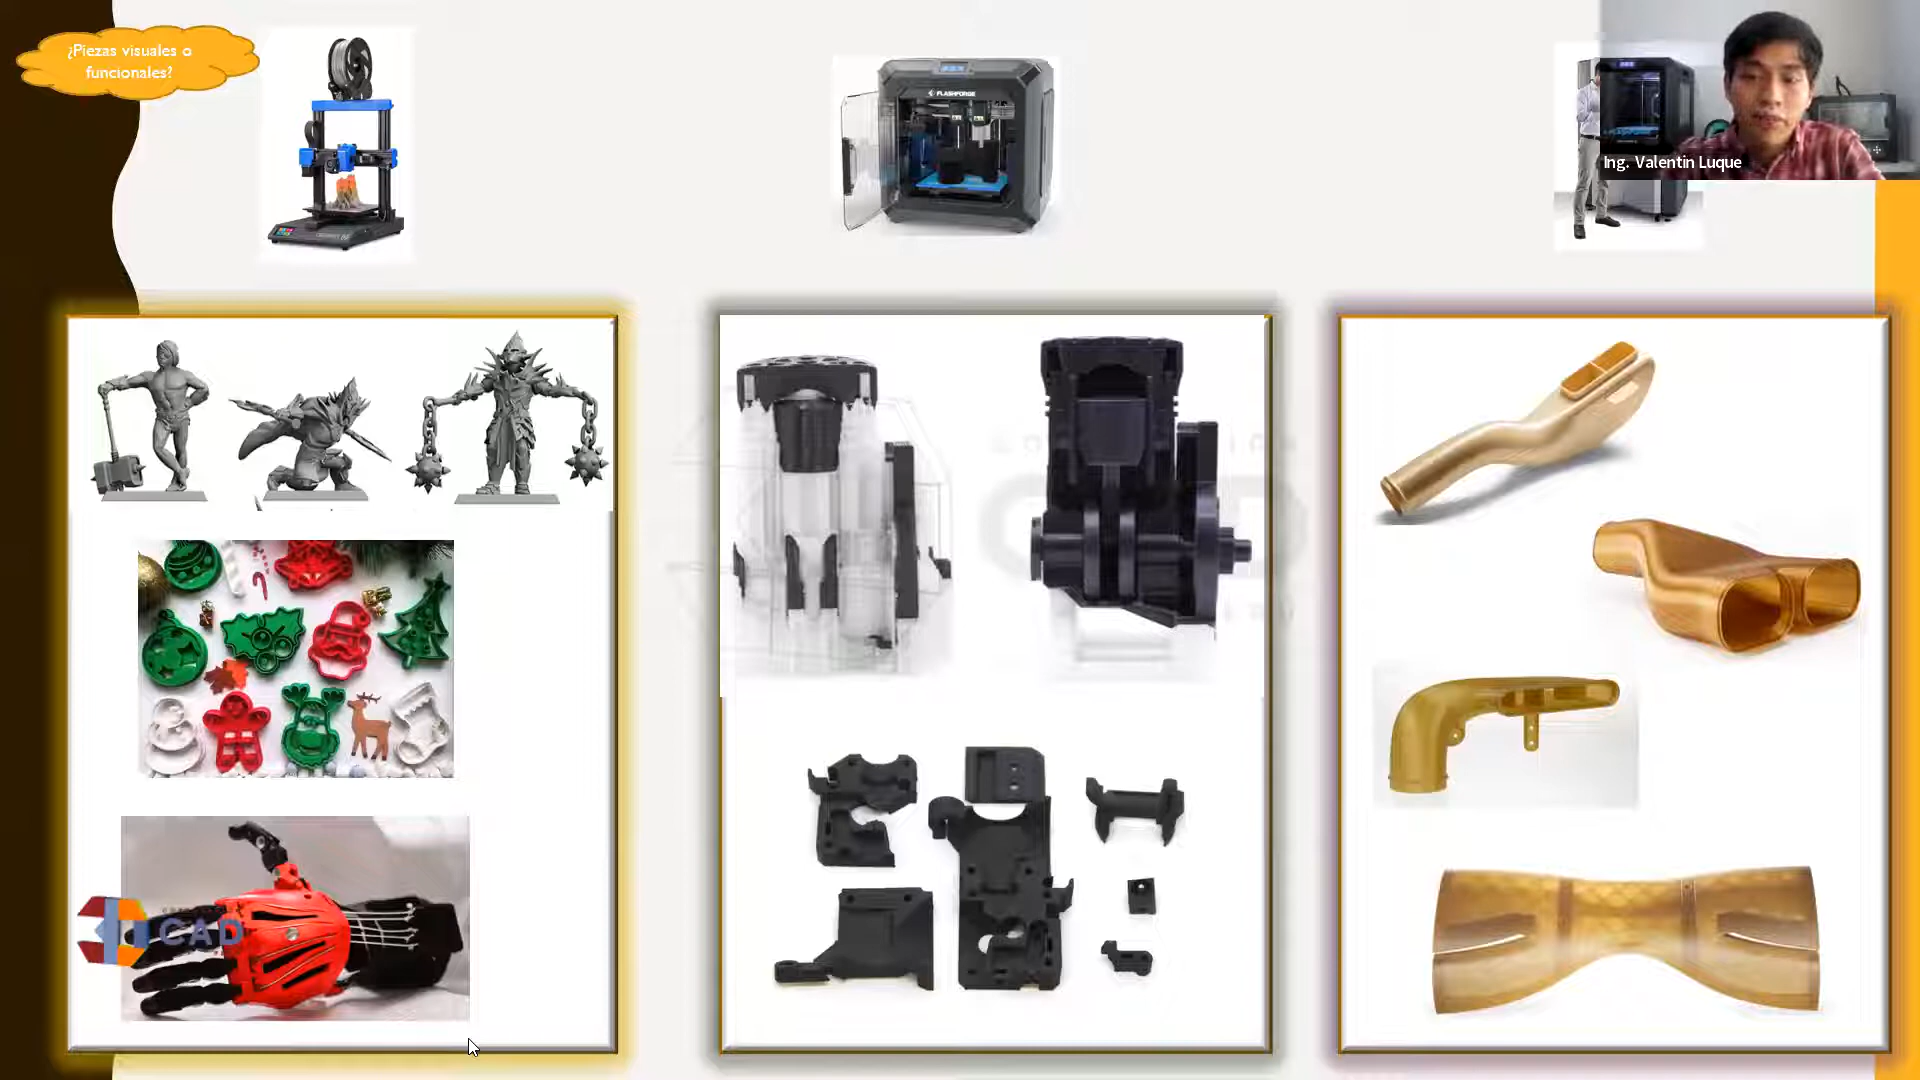 ¿Piezas visuales o
funcionales?
FLASHFORGE
Ing. Valentin Luque
CAD